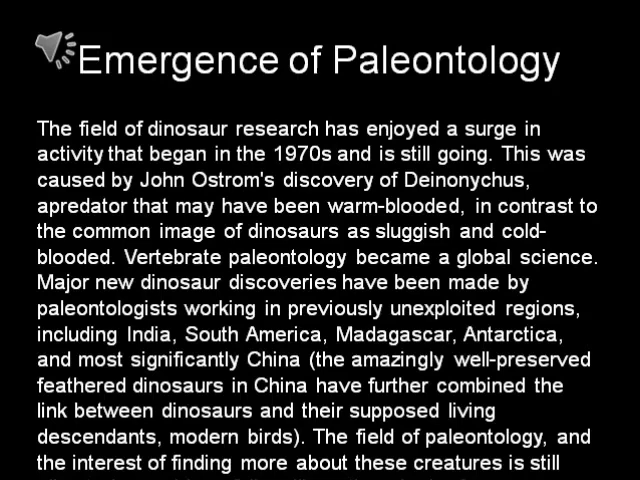 Emergence of Paleontology
The field of dinosaur research has enjoyed a surge in
activity that began in the 1970s and is still going. This was
caused by John Ostrom's discovery of Deinonychus,
apredator that may have been warm-blooded, in contrast to
the common image of dinosaurs as sluggish and cold-
blooded. Vertebrate paleontology became a global science.
Major new dinosaur discoveries have been made by
paleontologists working in previously unexploited regions,
including India, South America, Madagascar, Antarctica,
and most significantly China (the amazingly well-preserved
feathered dinosaurs in China have further combined the
link between dinosaurs and their supposed living
descendants, modern birds). The field of paleontology, and
the interest of finding more about these creatures is still